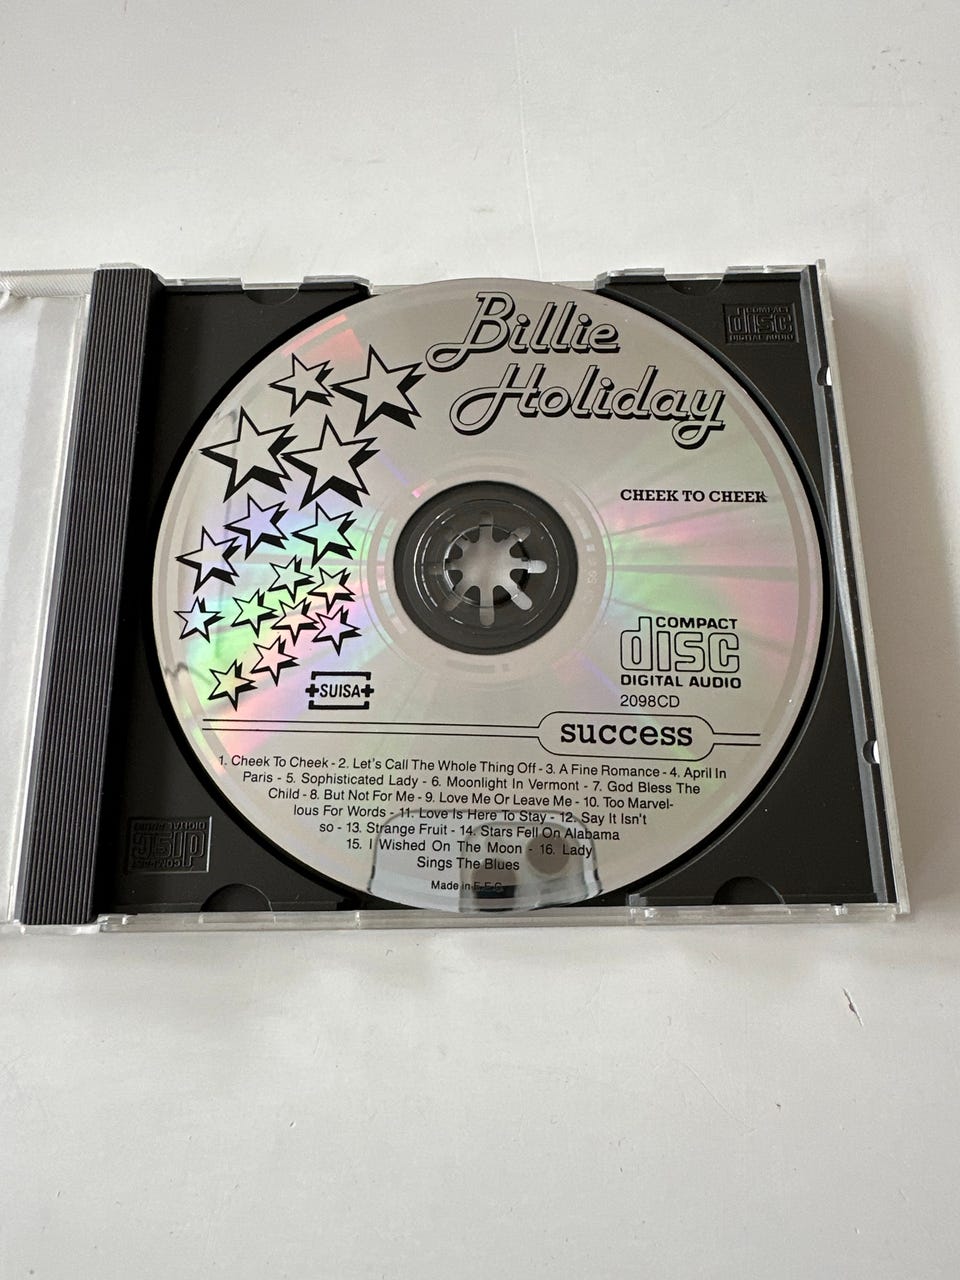 Billie
Holiday
COMPACT
disc
DIGITAL AUDIO
CHEEK TO CHEEK
COMPACT
disc
DIGITAL AUDIO
2098CD
SUISA
success
1. Cheek To Cheek - 2. Let's Call The Whole Thing Off - 3. A Fine Romance - 4. April In
Paris - 5. Sophisticated Lady - 6. Moonlight in Vermont - 7. God Bless The
Child - 8. But Not For Me - 9. Love Me Or Leave Me - 10. Too Marvel-
lous For Words - 11. Love Is Here To Stay - 12. Say It Isn't
so - 13. Strange Fruit - 14. Stars Fell On Alabama
15. I Wished On The Moon - 16. Lady
Sings The Blues
Made in E.E.C.
COMPACT
disc
DIGITAL AUDIO